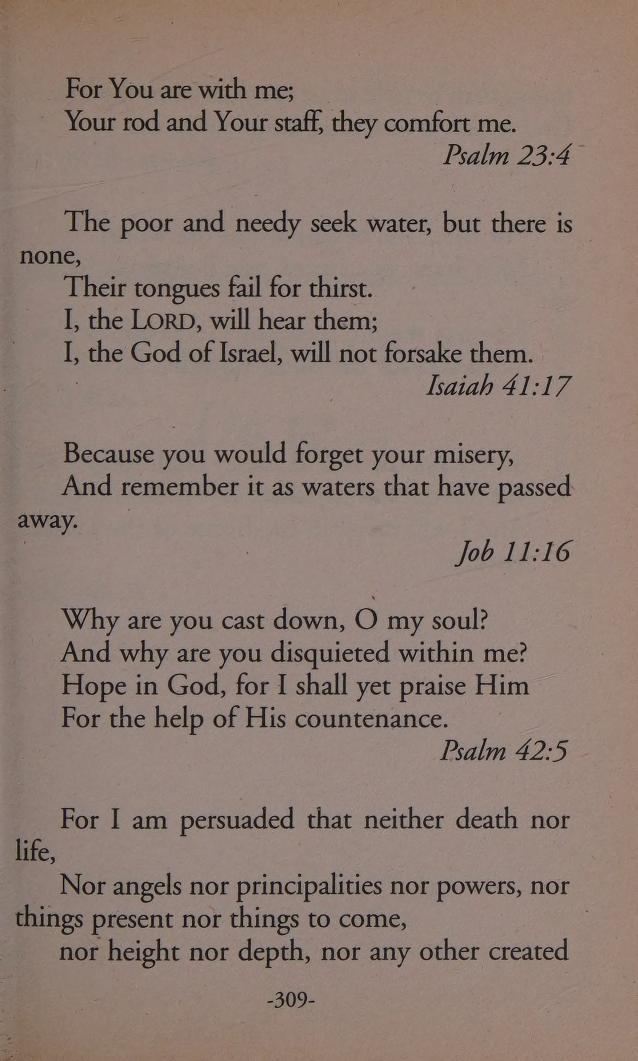 For You are with me;
Your rod and Your staff, they comfort me.
Psalm 23:4
The poor and needy seek water, but there is
none,
Their tongues fail for thirst.
I, the LORD, will hear them;
I, the God of Israel, will not forsake them.
Isaiah 41:17
Because you would forget your misery,
And remember it as waters that have passed
away.
Job 11:16
Why are you cast down, O my soul?
And why are you disquieted within me?
Hope in God, for I shall yet praise Him
For the help of His countenance.
Psalm 42:5
For I am persuaded that neither death nor
life,
Nor angels nor principalities nor powers, nor
things present nor things to come,
nor height nor depth, nor any other created
-309-